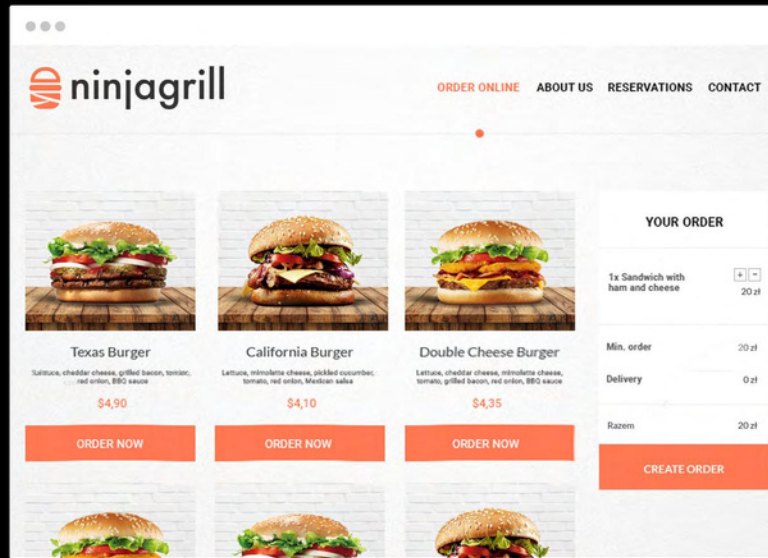 ninjagrill
ORDER ONLINE ABOUT US RESERVATIONS CONTACT
YOUR ORDER
1x Sandwich with
ham and cheese
+ -
20 zł
Min. order 20 zł
Delivery 0 zł
Razem 20 zł
CREATE ORDER
Texas Burger
cheddar cheese, grilled bacon,
red onion, BBQ sauce
$4,90
ORDER NOW
California Burger
Lettuce, mimolette cheese, pickled cucumber,
tomato, red onion, Mexican salsa
$4,10
ORDER NOW
Double Cheese Burger
Lettuce, cheddar cheese, mimolette cheese,
tomato, grilled bacon, red onion, BBQ sauce
$4,35
ORDER NOW